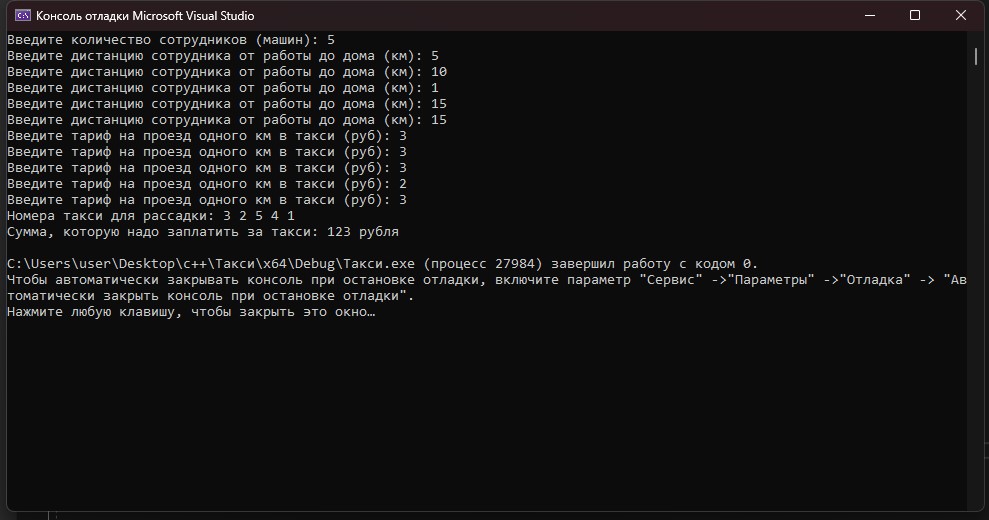 Консоль отладки Microsoft Visual Studio
Введите количество сотрудников (машин): 5
Введите дистанцию сотрудника от работы до дома (км): 5
Введите дистанцию сотрудника от работы до дома (км): 10
Введите дистанцию сотрудника от работы до дома (км): 1
Введите дистанцию сотрудника от работы до дома (км): 15
Введите дистанцию сотрудника от работы до дома (км): 15
Введите тариф на проезд одного км в такси (руб): 3
Введите тариф на проезд одного км в такси (руб): 3
Введите тариф на проезд одного км в такси (руб): 3
Введите тариф на проезд одного км в такси (руб): 2
Введите тариф на проезд одного км в такси (руб): 3
Номера такси для рассадки: 3 2 5 4 1
Сумма, которую надо заплатить за такси: 123 рубля
C:\Users\user\Desktop\c++\Такси\x64\Debug\Такси.exe (процесс 27984) завершил работу с кодом 0.
Чтобы автоматически закрывать консоль при остановке отладки, включите параметр "Сервис" ->"Параметры" ->"Отладка" -> "Ав
томатически закрыть консоль при остановке отладки".
Нажмите любую клавишу, чтобы закрыть это окно…